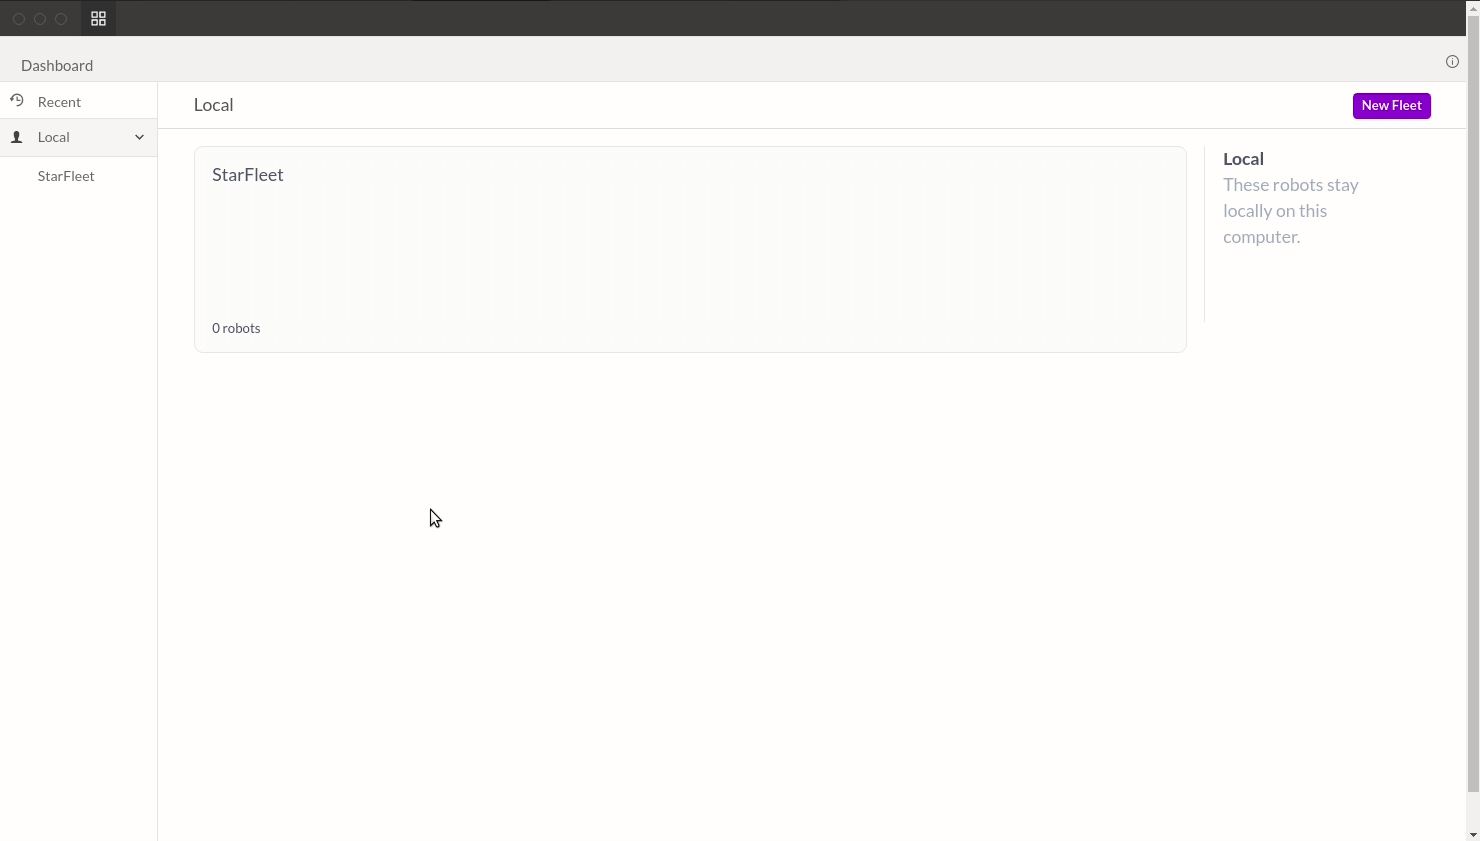 Dashboard
Recent
Local
StarFleet
Local
New Fleet
StarFleet
0 robots
Local
These robots stay
locally on this
computer.